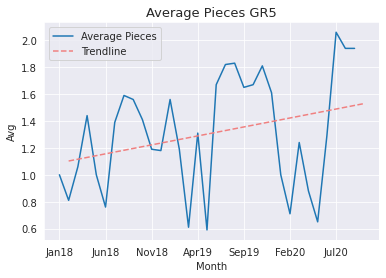 Average Pieces GR5
Average Pieces
Trendline
2.0
1.8
1.6
1.4
1.2
1.0
0.8
0.6
Avg
Jan18 Jun18 Nov18 Apr19 Sep19 Feb20 Jul20
Month